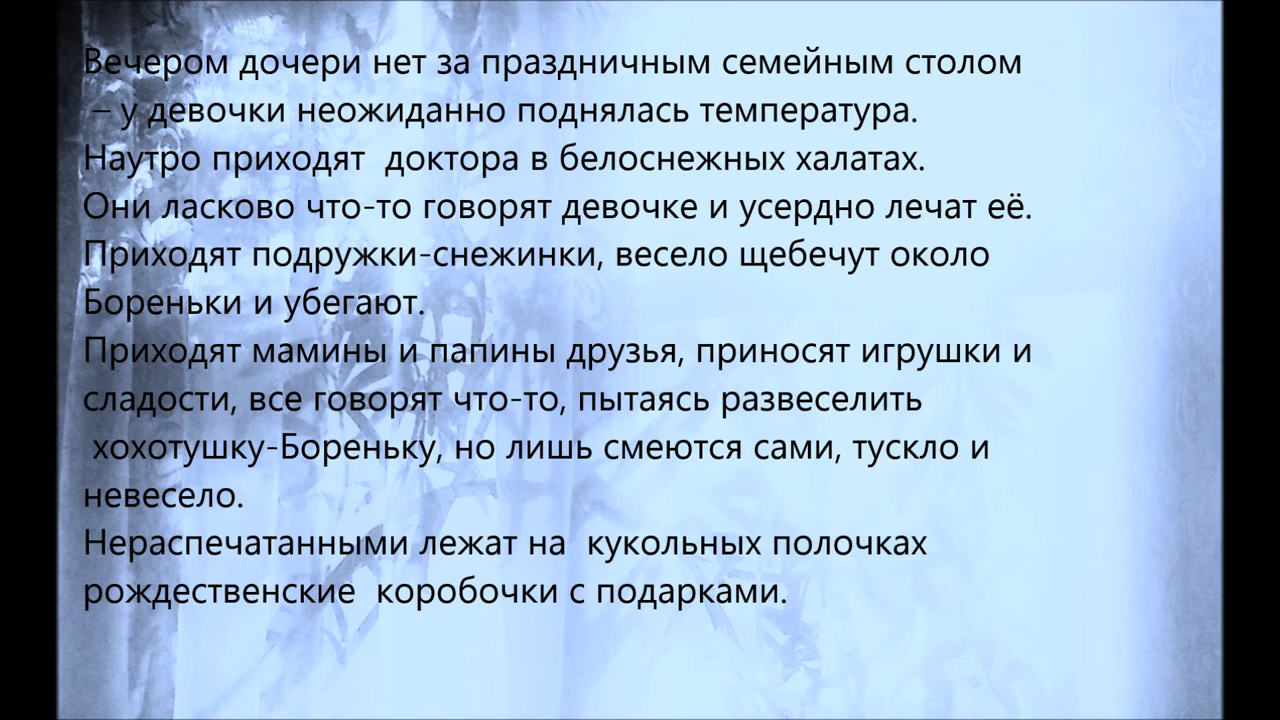 Вечером дочери нет за праздничным семейным столом
– у девочки неожиданно поднялась температура.
Наутро приходят  доктора в белоснежных халатах.
Они ласково что-то говорят девочке и усердно лечат её.
Приходят подружки-снежинки, весело щебечут около
Бореньки и убегают.
Приходят мамины и папины друзья, приносят игрушки и
сладости, все говорят что-то, пытаясь развеселить
хохотушку-Бореньку, но лишь смеются сами, тускло и
невесело.
Нераспечатанными лежат на  кукольных полочках
рождественские  коробочки с подарками.